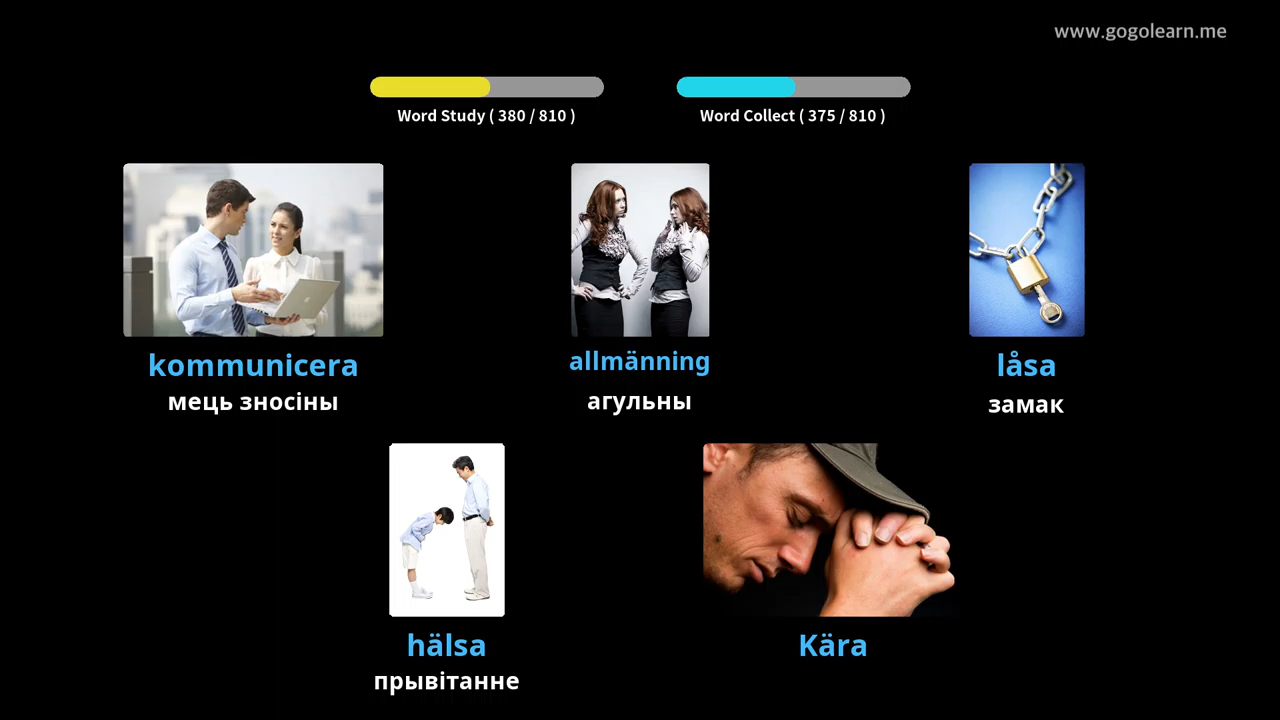 www.gogolearn.me
Word Study ( 380 / 810 )
Word Collect ( 375 / 810 )
kommunicera
мець зносіны
allmänning
агульны
låsa
замак
hälsa
прывітанне
Kära